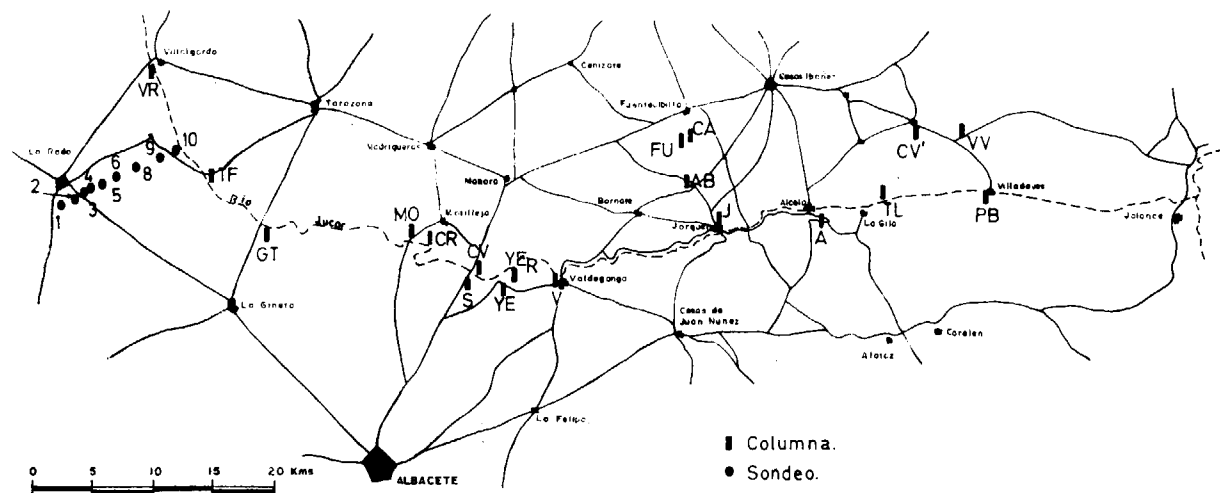 Villalgordo
VR
Tarazona
La Roda
10
9
8
6
4
5
2
3
1
TF
Río
Jucar
GT
La Gineta
Cenizate
Madrigueras
Mahora
Fuentealbilla
Casas Ibañez
CA
FU
AB
CV'
VV
Villatoya
TL
PB
Jalance
Alcala
La Gila
A
J
Jorquera
MO
CR
CV
S
YE
YE
R
V
Valdeganga
Casas de
Juan Nuñez
Alatoz
La Felipa
ALBACETE
Columna.
Sondeo.
0 5 10 15 20 Kms